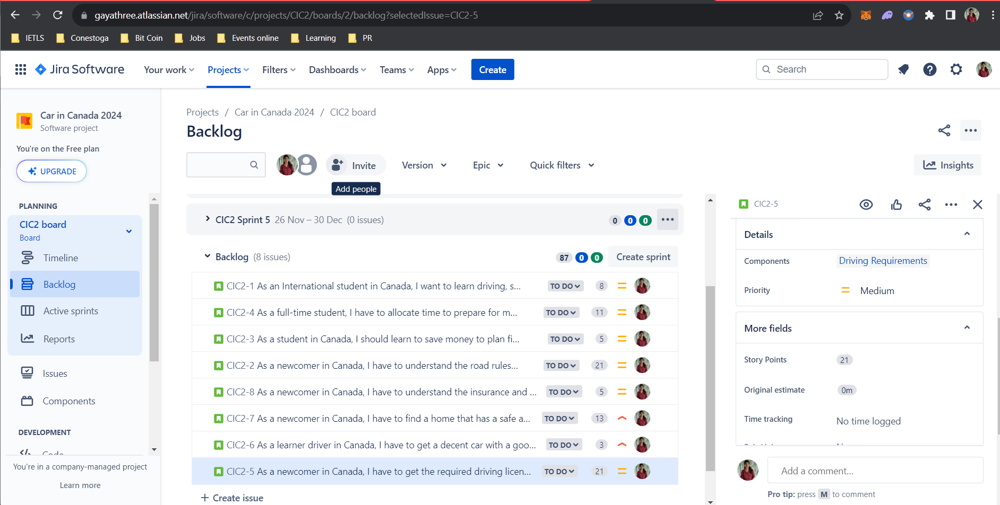 gayathree.atlassian.net/jira/software/c/projects/CIC2/boards/2/backlog?selectedIssue=CIC2-5
IETLS Conestoga Bit Coin Jobs Events online Learning PR
Jira Software Your work Projects Filters Dashboards Teams Apps Create Search
Car in Canada 2024
Software project
You're on the Free plan
UPGRADE
PLANNING
CIC2 board
Board
Timeline
Backlog
Active sprints
Reports
Issues
Components
DEVELOPMENT
Code
You're in a company-managed project
Learn more
Projects / Car in Canada 2024 / CIC2 board
Backlog
Invite Version Epic Quick filters Insights
Add people
CIC2 Sprint 5 26 Nov – 30 Dec (0 issues) 0 0 0
Backlog (8 issues) 87 0 0 Create sprint
CIC2-1 As an International student in Canada, I want to learn driving, s... TO DO 8
CIC2-4 As a full-time student, I have to allocate time to prepare for m... TO DO 11
CIC2-3 As a student in Canada, I should learn to save money to plan fi... TO DO 5
CIC2-2 As a newcomer in Canada, I have to understand the road rules... TO DO 21
CIC2-8 As a newcomer in Canada, I have to understand the insurance and ... TO DO 5
CIC2-7 As a newcomer in Canada, I have to find a home that has a safe a... TO DO 13
CIC2-6 As a learner driver in Canada, I have to get a decent car with a goo... TO DO 3
CIC2-5 As a newcomer in Canada, I have to get the required driving licen... TO DO 21
+ Create issue
CIC2-5
Details
Components Driving Requirements
Priority Medium
More fields
Story Points 21
Original estimate 0m
Time tracking No time logged
Add a comment...
Pro tip: press M to comment